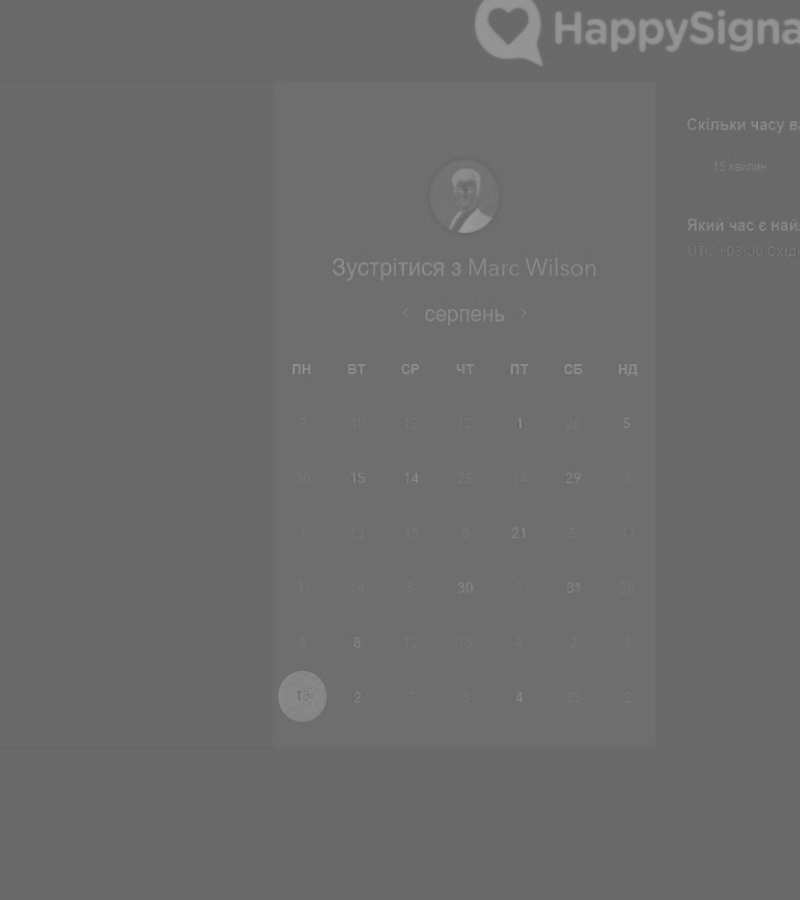 HappySigna
Зустрітися з Marc Wilson
серпень
ПН ВТ СР ЧТ ПТ СБ НД
7 10 12 12 1 26 5
30 15 14 25 14 29 8
1 13 15 6 21 5 17
31 14 5 30 7 31 28
4 6 12 13 4 2 3
2 7 3 4 25 2
Скільки часу ва
15 хвилин
Який час є най
UTC +03:00 Східн